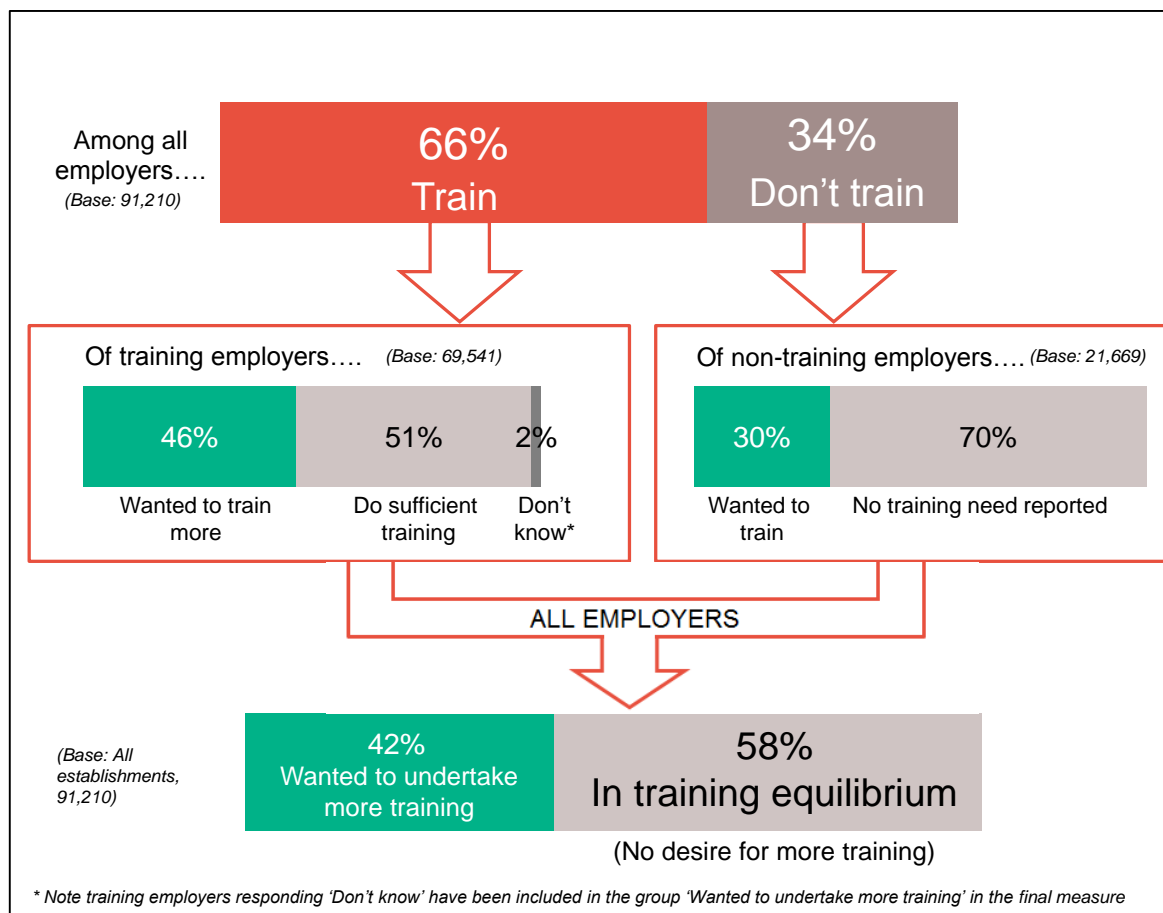 Among all
employers….
(Base: 91,210)
66%
Train
34%
Don’t train
Of training employers…. (Base: 69,541)
46%
51%
2%
Wanted to train
more
Do sufficient
training
Don’t
know*
Of non-training employers…. (Base: 21,669)
30%
70%
Wanted to
train
No training need reported
ALL EMPLOYERS
(Base: All
establishments,
91,210)
42%
Wanted to undertake
more training
58%
In training equilibrium
(No desire for more training)
* Note training employers responding ‘Don’t know’ have been included in the group ‘Wanted to undertake more training’ in the final measure